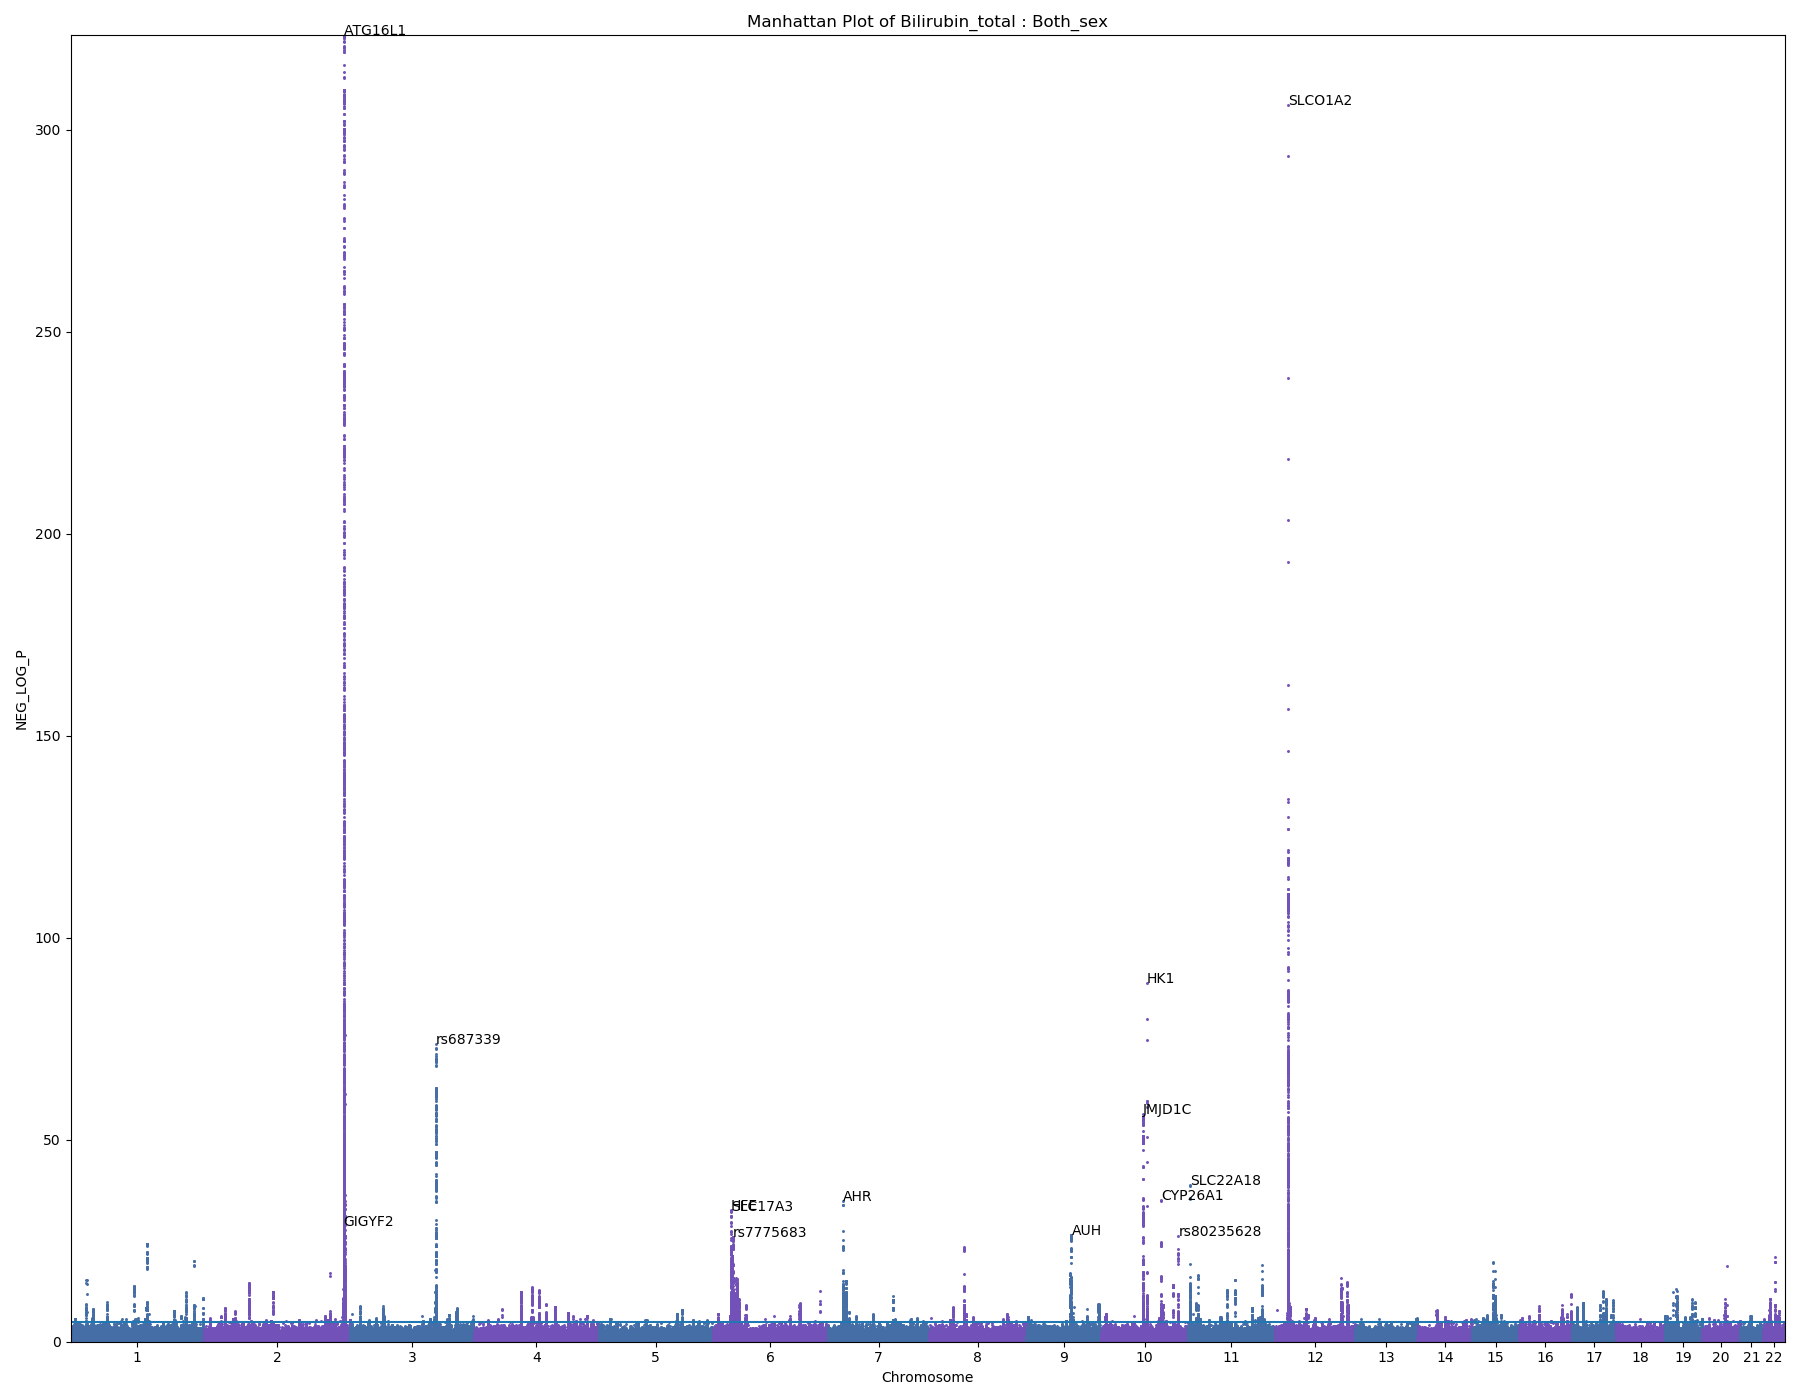 Manhattan Plot of Bilirubin_total : Both_sex
ATG16L1
SLCO1A2
HK1
rs687339
JMJD1C
SLC22A18
CYP26A1
AHR
HFE
SLC17A3
GIGYF2
rs7775683
AUH
rs80235628
NEG_LOG_P
300
250
200
150
100
50
0
1 2 3 4 5 6 7 8 9 10 11 12 13 14 15 16 17 18 19 20 21 22
Chromosome